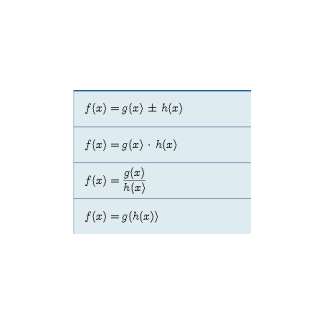 f(x) = g(x) ± h(x)
f(x) = g(x) · h(x)
f(x) = g(x)/h(x)
f(x) = g(h(x))